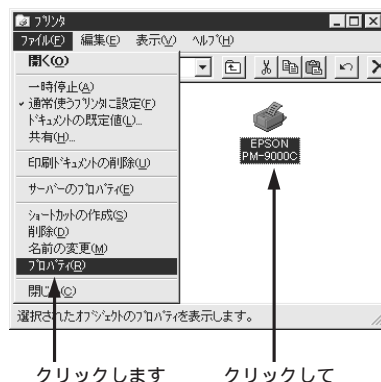 プリンタ
ファイル(F) 編集(E) 表示(V) ヘルプ(H)
開く(O)
一時停止(A)
通常使うプリンタに設定(F)
ドキュメントの既定値(L)...
共有(H)...
印刷ドキュメントの削除(U)
サーバーのプロパティ(E)
ショートカットの作成(S)
削除(D)
名前の変更(M)
プロパティ(R)
閉じ(C)
EPSON
PM-9000C
選択されたオブジェクトのプロパティを表示します。
クリックします
クリックして